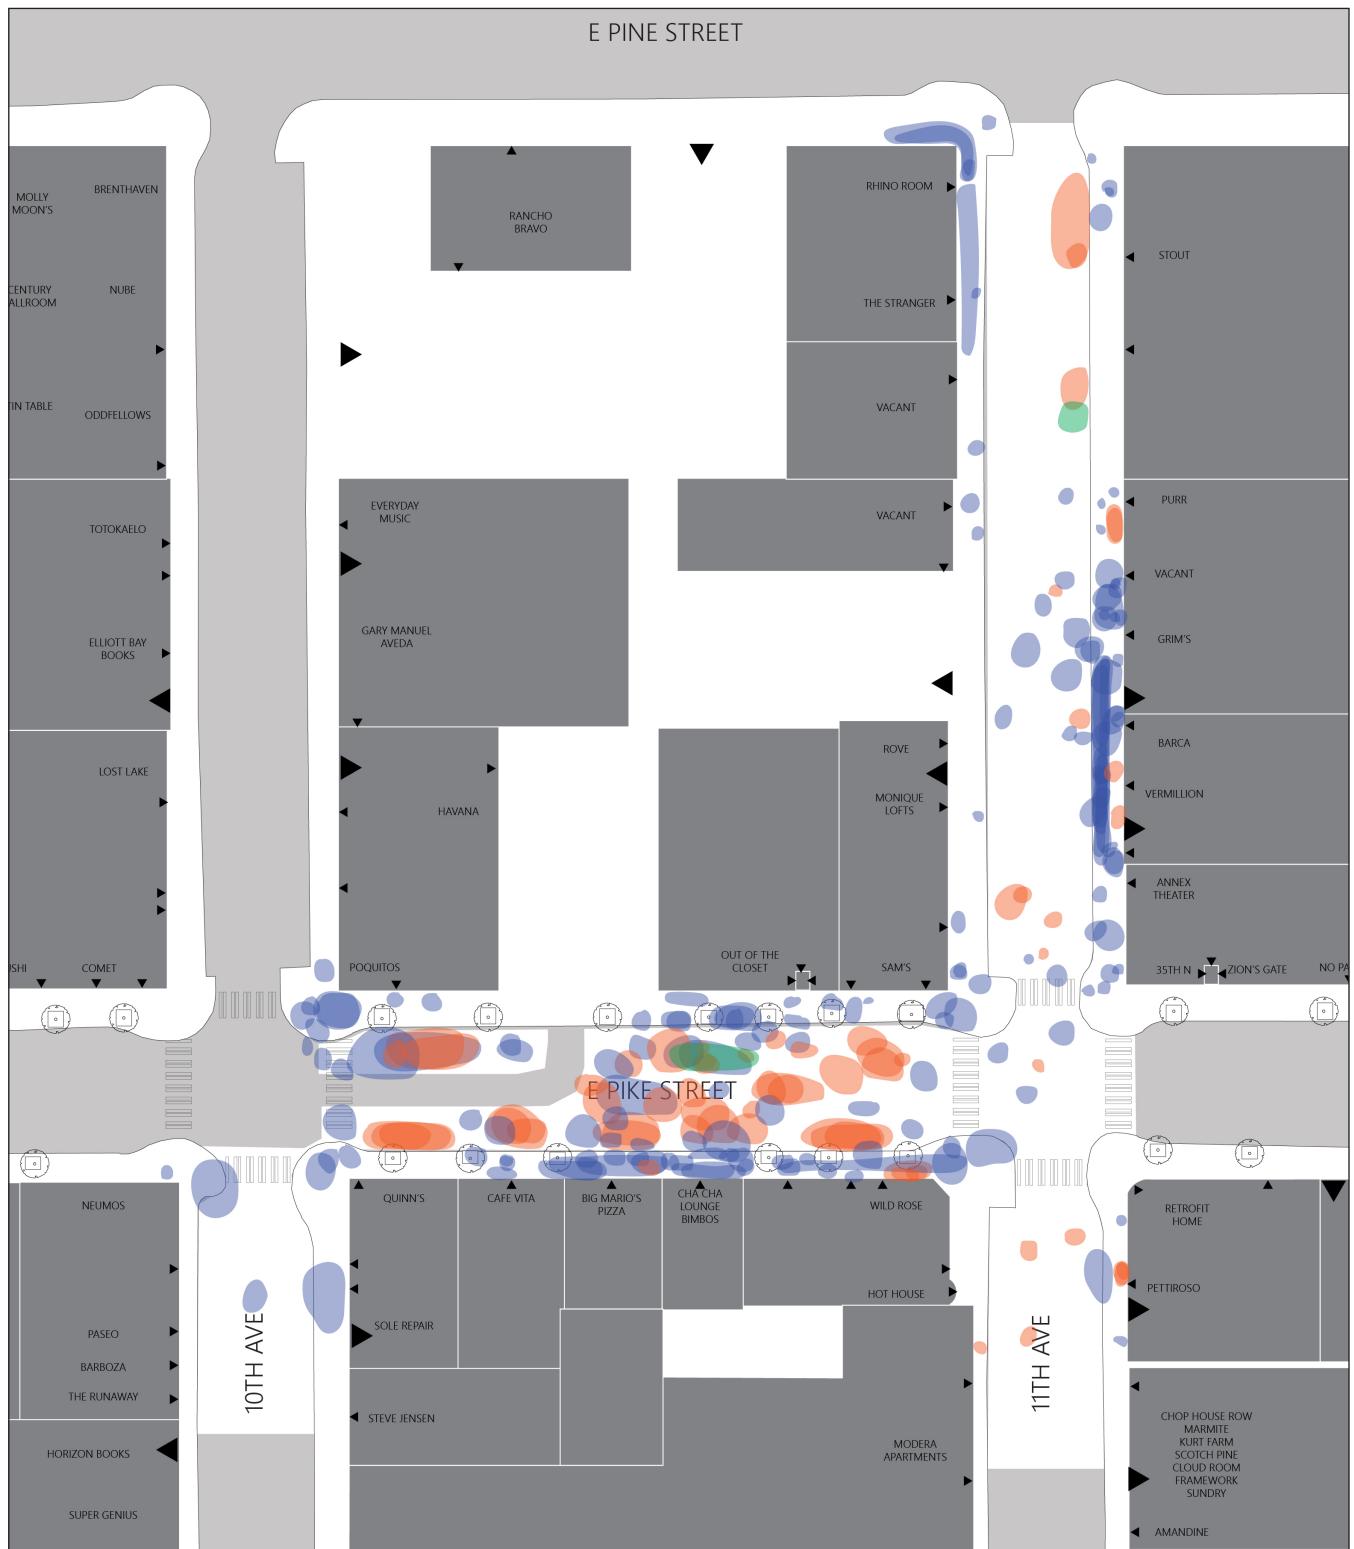 E PINE STREET
MOLLY
MOON'S
BRENTHAVEN
CENTURY
ALLROOM
NUBE
TIN TABLE
ODDFELLOWS
RANCHO
BRAVO
RHINO ROOM
THE STRANGER
VACANT
STOUT
TOTOKAELO
ELLIOTT BAY
BOOKS
EVERYDAY
MUSIC
GARY MANUEL
AVEDA
VACANT
PURR
VACANT
GRIM'S
LOST LAKE
HAVANA
ROVE
MONIQUE
LOFTS
BARCA
VERMILLION
ANNEX
THEATER
USHI
COMET
POQUITOS
OUT OF THE
CLOSET
SAM'S
35TH N
ZION'S GATE
NO PA
E PIKE STREET
NEUMOS
PASEO
BARBOZA
THE RUNAWAY
HORIZON BOOKS
SUPER GENIUS
10TH AVE
QUINN'S
CAFE VITA
BIG MARIO'S
PIZZA
CHA CHA
LOUNGE
BIMBOS
WILD ROSE
HOT HOUSE
SOLE REPAIR
STEVE JENSEN
MODERA
APARTMENTS
11TH AVE
RETROFIT
HOME
PETTIROSO
CHOP HOUSE ROW
MARMITE
KURT FARM
SCOTCH PINE
CLOUD ROOM
FRAMEWORK
SUNDRY
AMANDINE